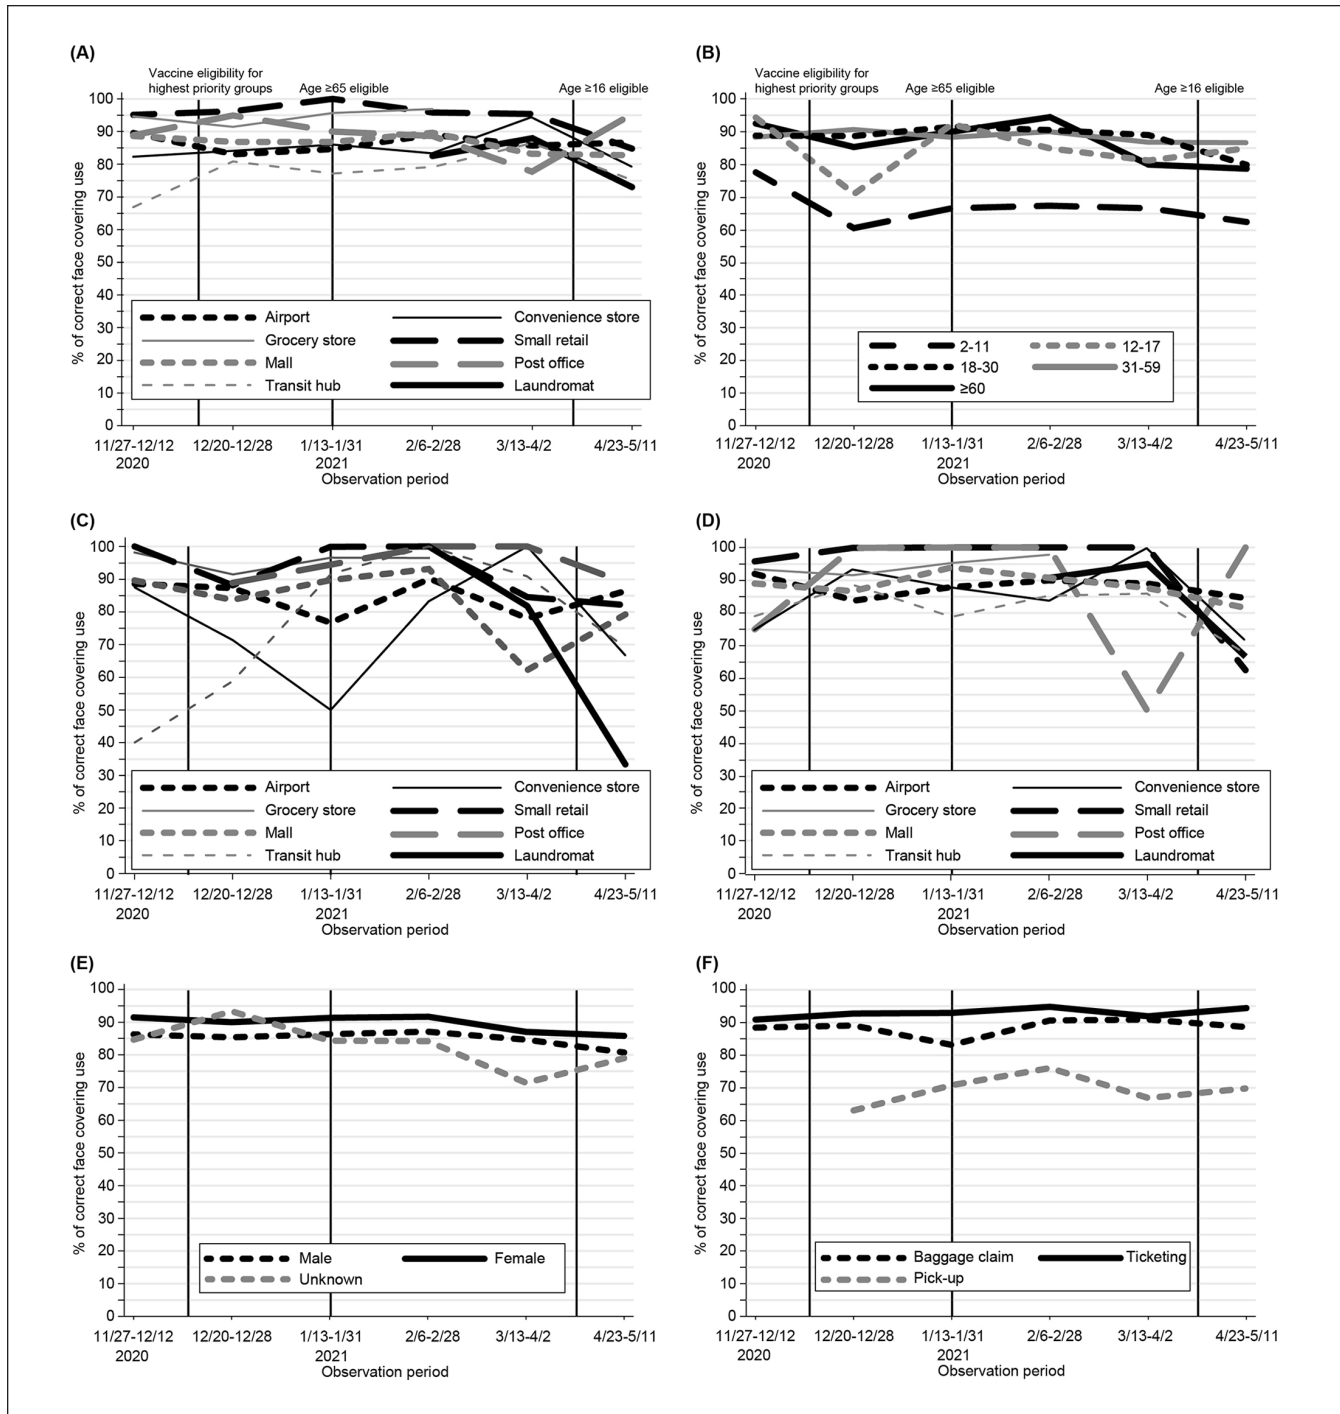 (A)
Vaccine eligibility for
highest priority groups
Age ≥65 eligible
Age ≥16 eligible
% of correct face covering use
100
90
80
70
60
50
40
30
20
10
0
Airport
Convenience store
Grocery store
Small retail
Mall
Post office
Transit hub
Laundromat
11/27-12/12
12/20-12/28
1/13-1/31
2/6-2/28
3/13-4/2
4/23-5/11
2020
2021
Observation period
(B)
Vaccine eligibility for
highest priority groups
Age ≥65 eligible
Age ≥16 eligible
% of correct face covering use
100
90
80
70
60
50
40
30
20
10
0
2-11
12-17
18-30
31-59
≥60
11/27-12/12
12/20-12/28
1/13-1/31
2/6-2/28
3/13-4/2
4/23-5/11
2020
2021
Observation period
(C)
% of correct face covering use
100
90
80
70
60
50
40
30
20
10
0
Airport
Convenience store
Grocery store
Small retail
Mall
Post office
Transit hub
Laundromat
11/27-12/12
12/20-12/28
1/13-1/31
2/6-2/28
3/13-4/2
4/23-5/11
2020
2021
Observation period
(D)
% of correct face covering use
100
90
80
70
60
50
40
30
20
10
0
Airport
Convenience store
Grocery store
Small retail
Mall
Post office
Transit hub
Laundromat
11/27-12/12
12/20-12/28
1/13-1/31
2/6-2/28
3/13-4/2
4/23-5/11
2020
2021
Observation period
(E)
% of correct face covering use
100
90
80
70
60
50
40
30
20
10
0
Male
Female
Unknown
11/27-12/12
12/20-12/28
1/13-1/31
2/6-2/28
3/13-4/2
4/23-5/11
2020
2021
Observation period
(F)
% of correct face covering use
100
90
80
70
60
50
40
30
20
10
0
Baggage claim
Ticketing
Pick-up
11/27-12/12
12/20-12/28
1/13-1/31
2/6-2/28
3/13-4/2
4/23-5/11
2020
2021
Observation period